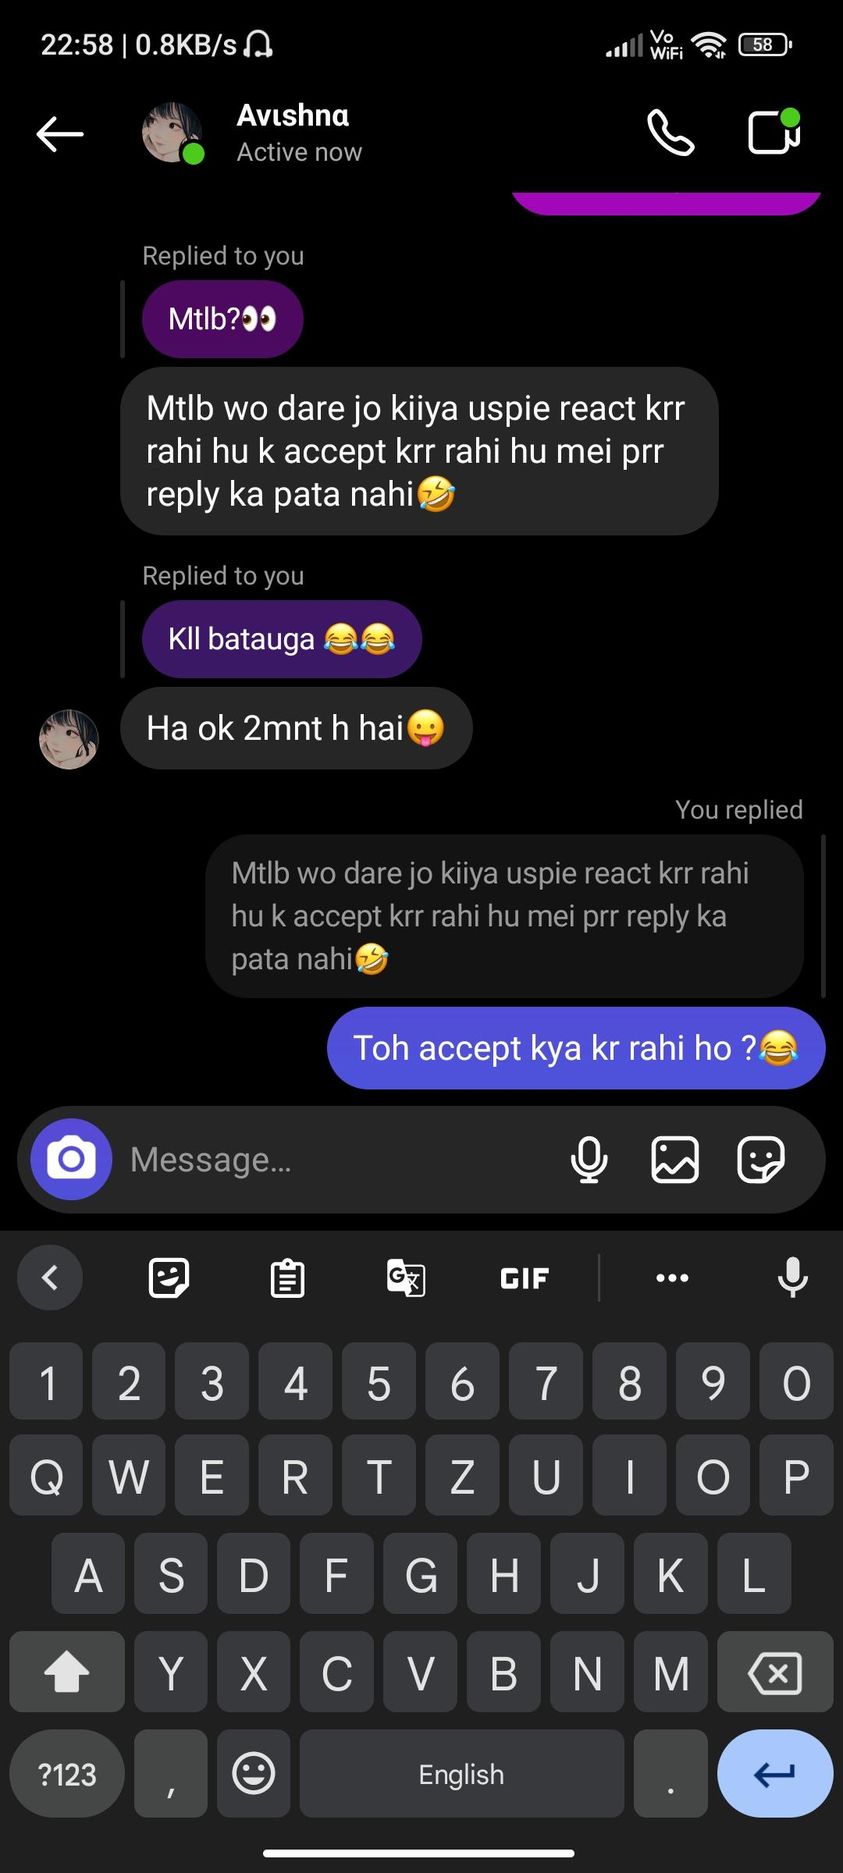 22:58 | 0.8KB/s
Vo
WiFi
58
Avιshnα
Active now
Replied to you
Mtlb?👀
Mtlb wo dare jo kiiya uspie react krr
rahi hu k accept krr rahi hu mei prr
reply ka pata nahi🤣
Replied to you
Kll batauga 😂😂
Ha ok 2mnt h hai😛
You replied
Mtlb wo dare jo kiiya uspie react krr rahi
hu k accept krr rahi hu mei prr reply ka
pata nahi🤣
Toh accept kya kr rahi ho ?😂
Message...
G文
GIF
1 2 3 4 5 6 7 8 9 0
Q W E R T Z U I O P
A S D F G H J K L
Y X C V B N M
?123 , English .